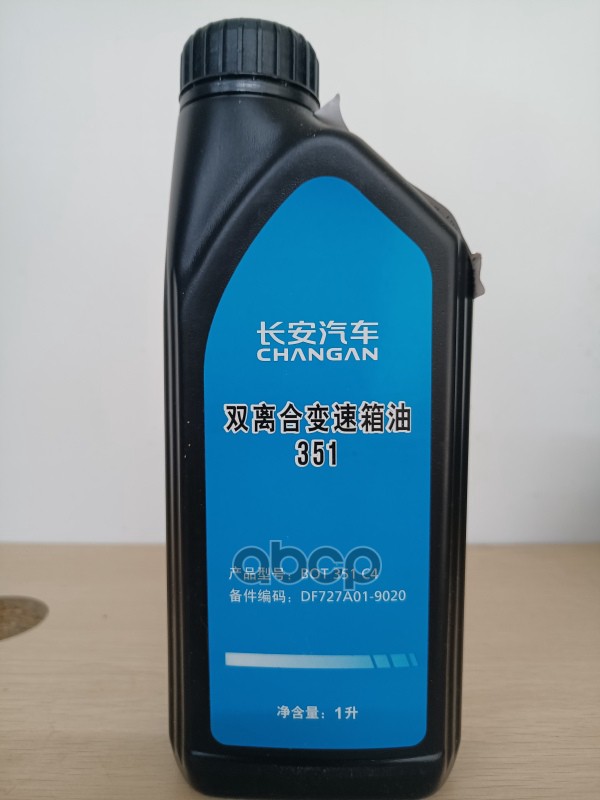 长安汽车
CHANGAN
双离合变速箱油
351
abcp
产品型号：BOT 351 C4
备件编码：DF727A01-9020
净含量：1升